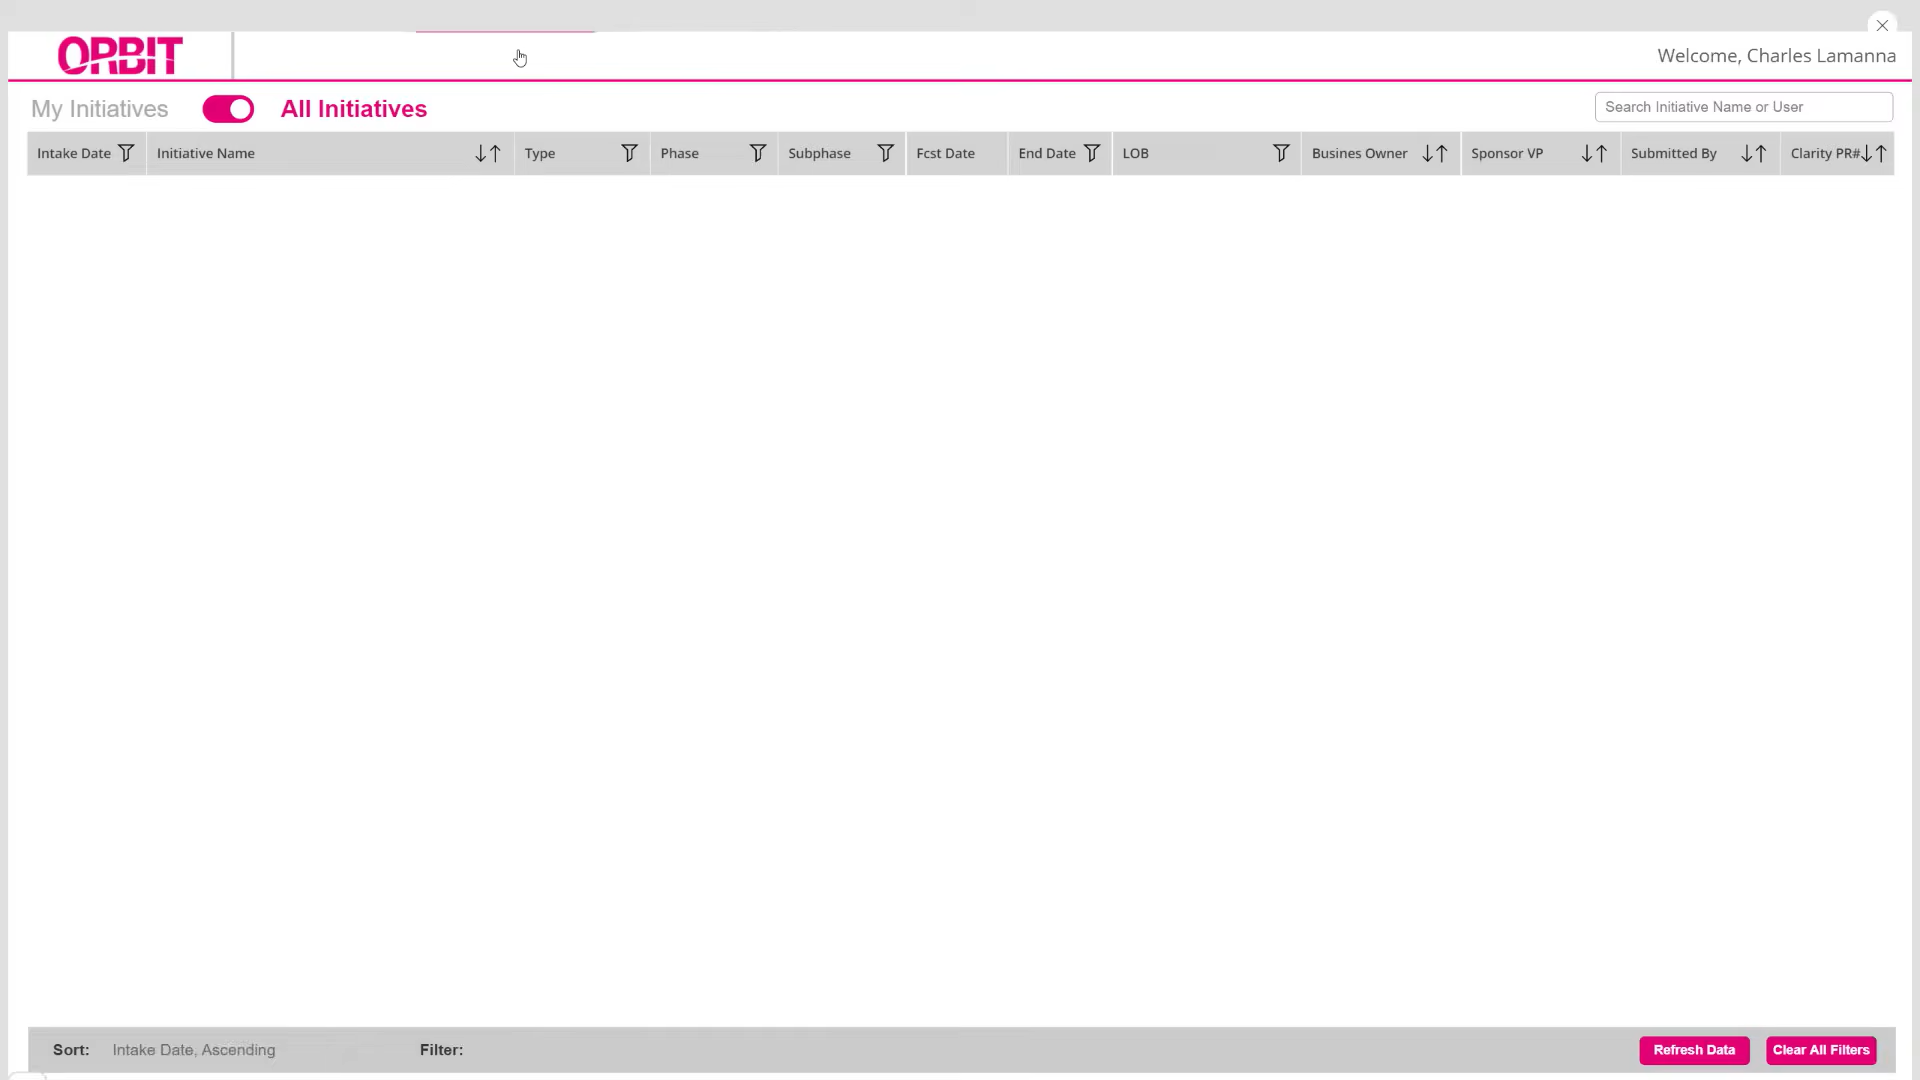 ORBIT
Welcome, Charles Lamanna
My Initiatives All Initiatives
Search Initiative Name or User
Intake Date Initiative Name Type Phase Subphase Fcst Date End Date LOB Busines Owner Sponsor VP Submitted By Clarity PR#
Sort: Intake Date, Ascending Filter: Refresh Data Clear All Filters